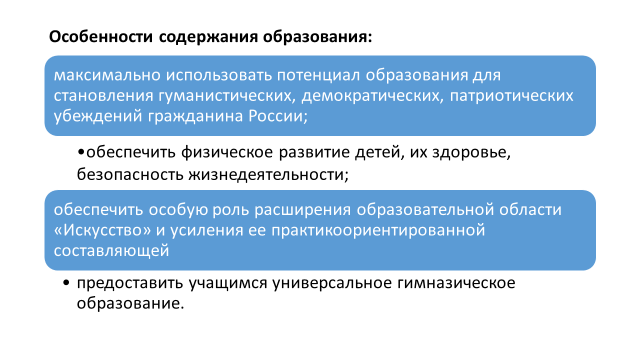 Особенности содержания образования:
максимально использовать потенциал образования для
становления гуманистических, демократических, патриотических
убеждений гражданина России;
•обеспечить физическое развитие детей, их здоровье,
безопасность жизнедеятельности;
обеспечить особую роль расширения образовательной области
«Искусство» и усиления ее практикоориентированной
составляющей
• предоставить учащимся универсальное гимназическое
образование.